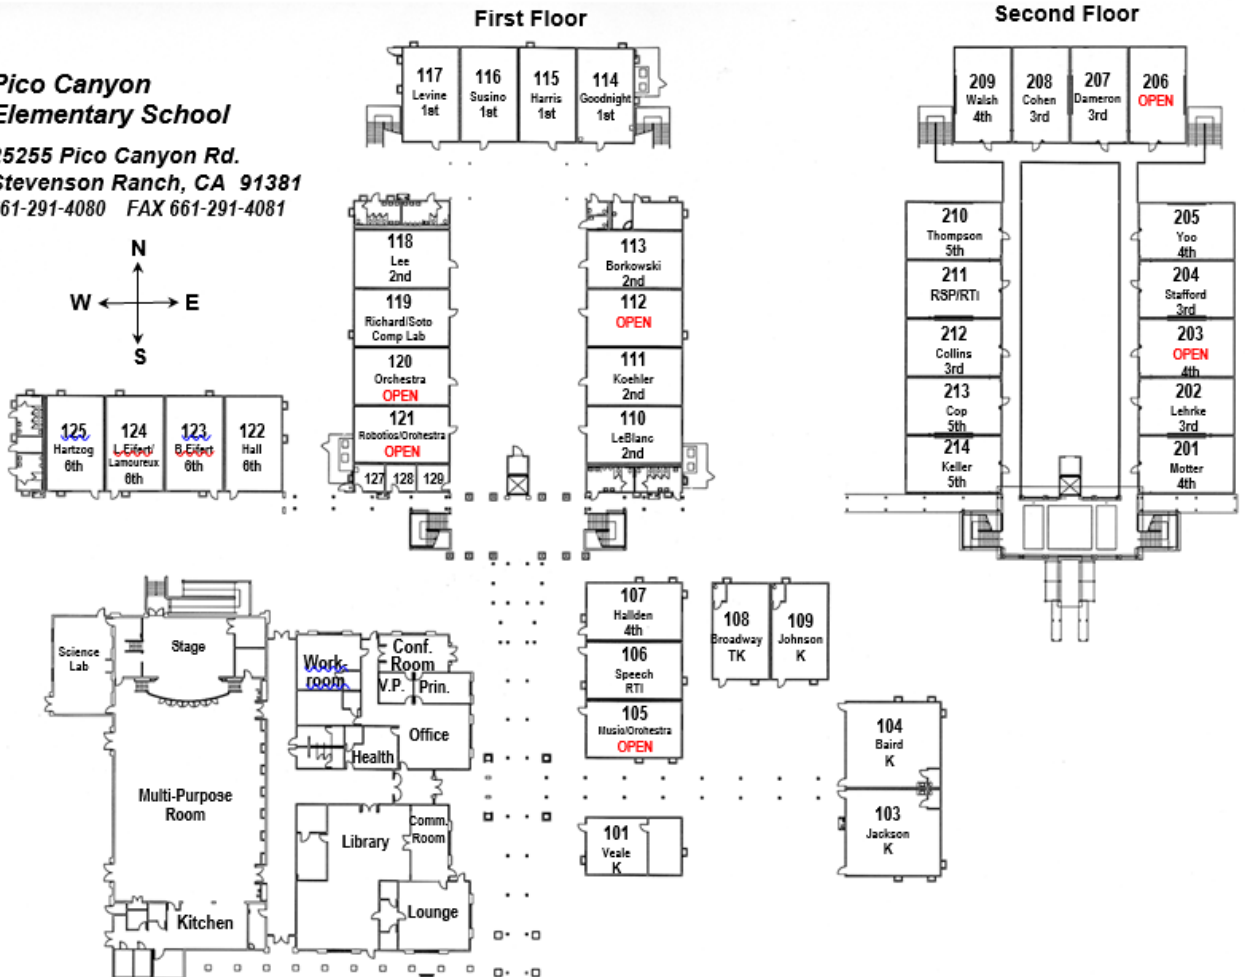 First Floor
Second Floor
Pico Canyon
Elementary School
25255 Pico Canyon Rd.
Stevenson Ranch, CA 91381
661-291-4080 FAX 661-291-4081
N
W E
S
117
Levine
1st
116
Susino
1st
115
Harris
1st
114
Goodnight
1st
118
Lee
2nd
119
Richard/Soto
Comp Lab
120
Orchestra
OPEN
121
Robotios/Orohestra
OPEN
127 128 129
113
Borkowski
2nd
112
OPEN
111
Koehler
2nd
110
LeBlanc
2nd
125
Hartzog
6th
124
L.Eifert/
Lamoureux
6th
123
B.Eifert
6th
122
Hall
6th
209
Walsh
4th
208
Cohen
3rd
207
Dameron
3rd
206
OPEN
210
Thompson
5th
211
RSP/RTI
212
Collins
3rd
213
Cop
5th
214
Keller
5th
205
Yoo
4th
204
Stafford
3rd
203
OPEN
4th
202
Lehrke
3rd
201
Motter
4th
Science
Lab
Stage
Work-
room
Conf.
Room
V.P. Prin.
Office
Health
Multi-Purpose
Room
Library
Comm.
Room
Kitchen
Lounge
107
Hallden
4th
106
Speech
RTI
105
Musio/Orohestra
OPEN
108
Broadway
TK
109
Johnson
K
104
Baird
K
103
Jackson
K
101
Veale
K